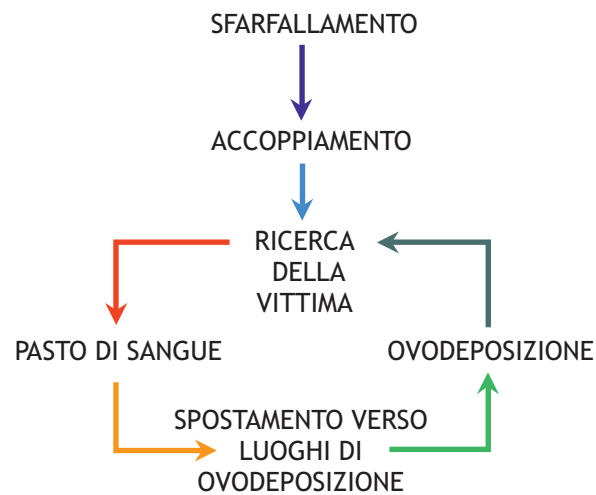 SFARFALLAMENTO
ACCOPPIAMENTO
RICERCA
DELLA
VITTIMA
PASTO DI SANGUE
OVODEPOSIZIONE
SPOSTAMENTO VERSO
LUOGHI DI
OVODEPOSIZIONE